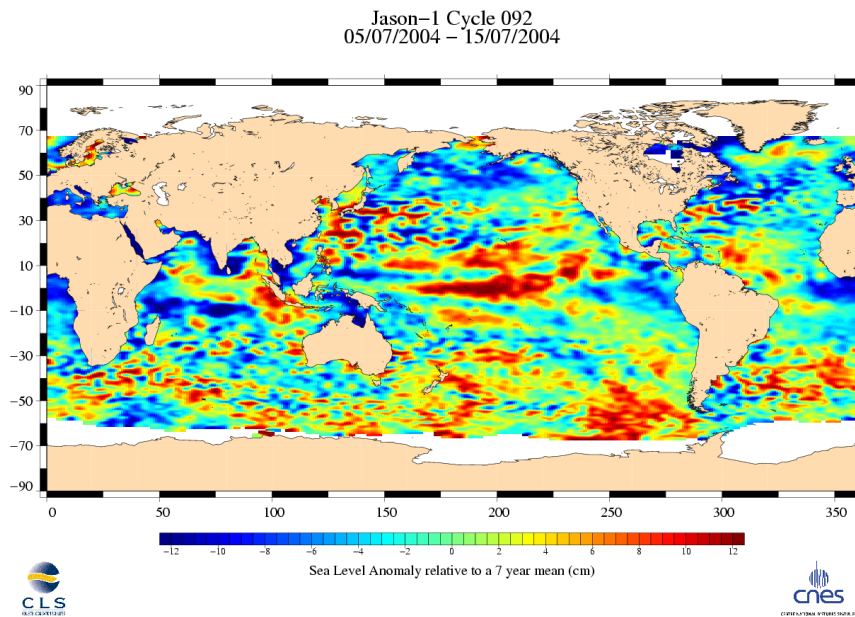 Jason-1 Cycle 092
05/07/2004 - 15/07/2004
90
70
50
30
10
-10
-30
-50
-70
-90
0 50 100 150 200 250 300 350
-12 -10 -8 -6 -4 -2 0 2 4 6 8 10 12
Sea Level Anomaly relative to a 7 year mean (cm)
CLS
cnes